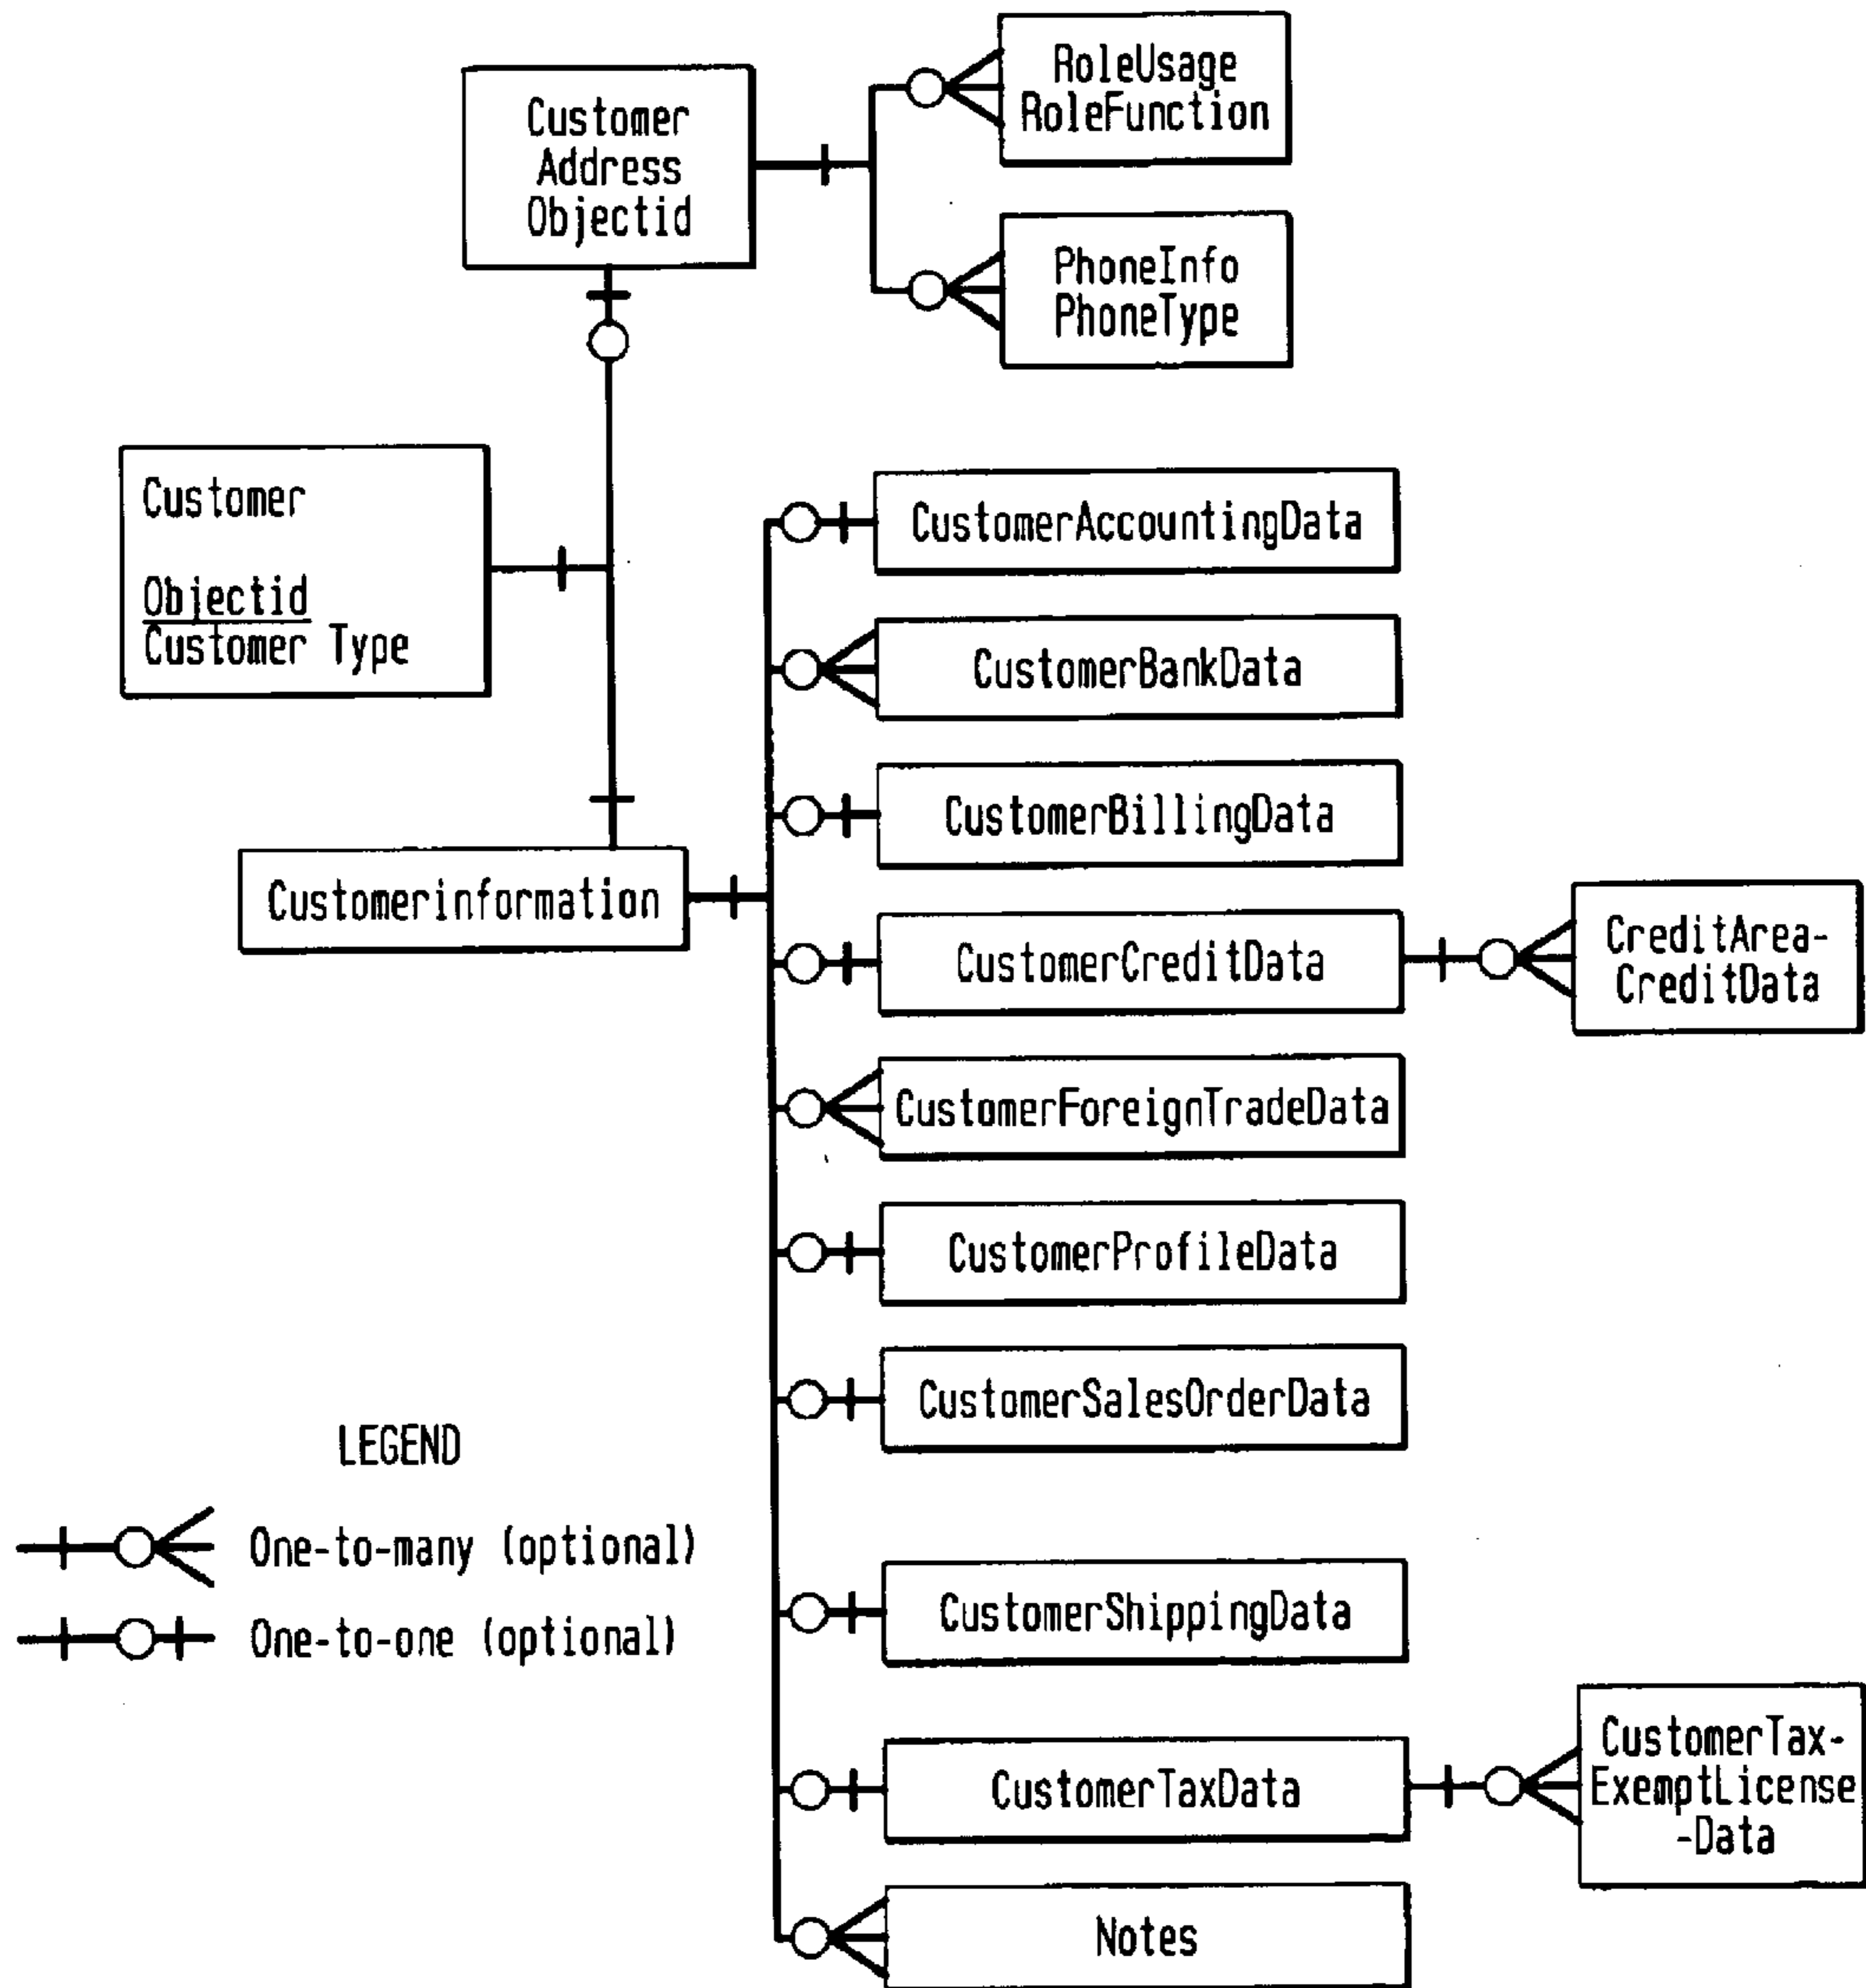 Customer
Address
Objectid
RoleUsage
RoleFunction
PhoneInfo
PhoneType
Customer
Objectid
Customer Type
Customerinformation
CustomerAccountingData
CustomerBankData
CustomerBillingData
CustomerCreditData
CreditArea-
CreditData
CustomerForeignTradeData
CustomerProfileData
CustomerSalesOrderData
CustomerShippingData
CustomerTaxData
CustomerTax-
ExemptLicense
-Data
Notes
LEGEND
One-to-many (optional)
One-to-one (optional)